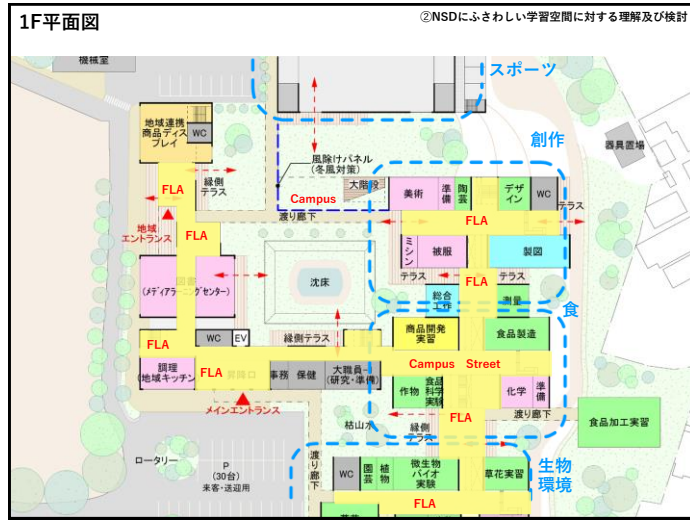 1F平面図
②NSDにふさわしい学習空間に対する理解及び検討
機械室
スポーツ
地域連携
商品ディス
プレイ
WC
縁側
テラス
FLA
地域
エントランス
FLA
風除けパネル
(冬風対策)
大階段
Campus
渡り廊下
創作
器具置場
美術
準備
陶芸
デザイン
WC
FLA
テラス
ミシン
被服
製図
テラス
FLA
テラス
総合
工作
測量
食
(メディアラーニングセンター)
沈床
FLA
WC
EV
縁側テラス
調理
(地域キッチン)
FLA
事務
保健
大職員
(研究・準備)
メインエントランス
商品開発
実習
食品製造
Campus Street
作物
食品
科学
実験
化学
準備
FLA
渡り廊下
食品加工実習
枯山水
縁側
テラス
ロータリー
P
(30台)
来客・送迎用
渡り廊下
生物
環境
WC
園芸
植物
微生物
バイオ
実験
草花実習
FLA